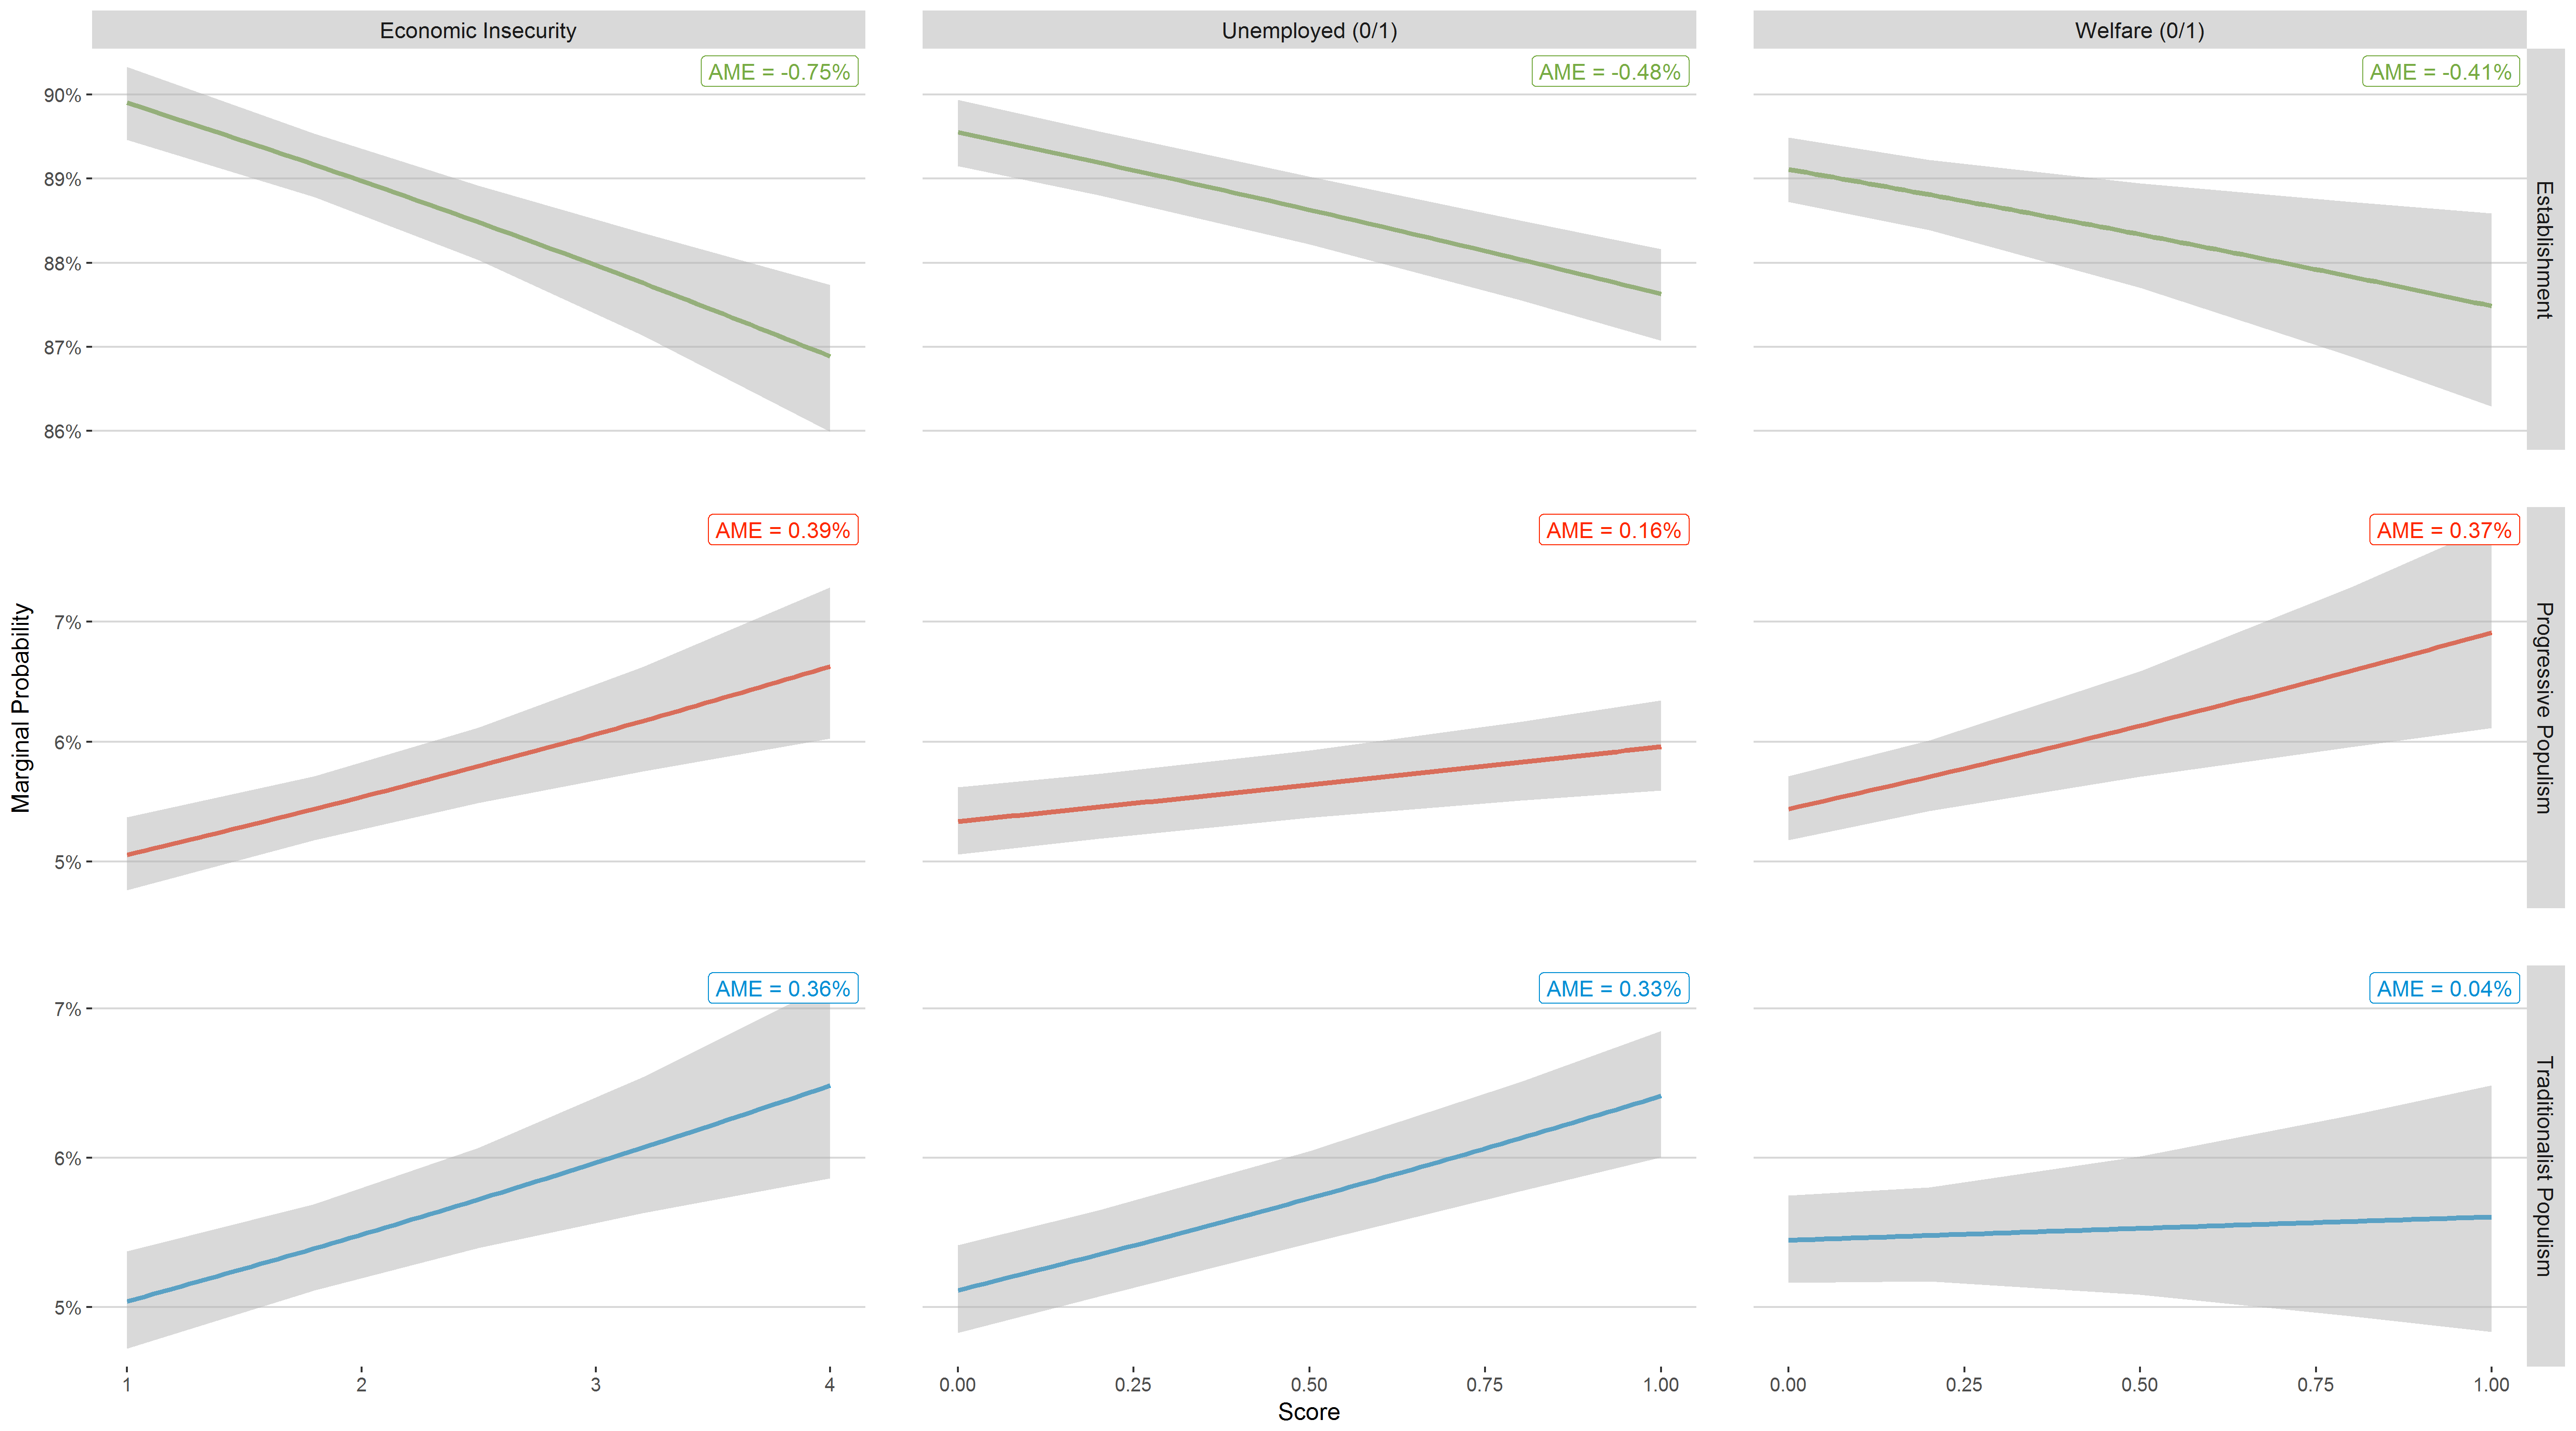 Economic Insecurity
Unemployed (0/1)
Welfare (0/1)
AME = -0.75%
AME = -0.48%
AME = -0.41%
90%
89%
88%
87%
86%
Establishment
AME = 0.39%
AME = 0.16%
AME = 0.37%
7%
6%
5%
Progressive Populism
Marginal Probability
AME = 0.36%
AME = 0.33%
AME = 0.04%
7%
6%
5%
Traditionalist Populism
1 2 3 4
0.00 0.25 0.50 0.75 1.00
0.00 0.25 0.50 0.75 1.00
Score